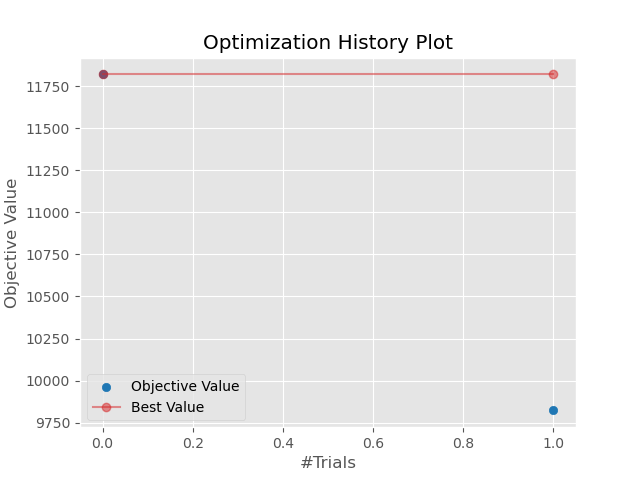 Optimization History Plot
Objective Value
11750
11500
11250
11000
10750
10500
10250
10000
9750
Objective Value
Best Value
0.0 0.2 0.4 0.6 0.8 1.0
#Trials